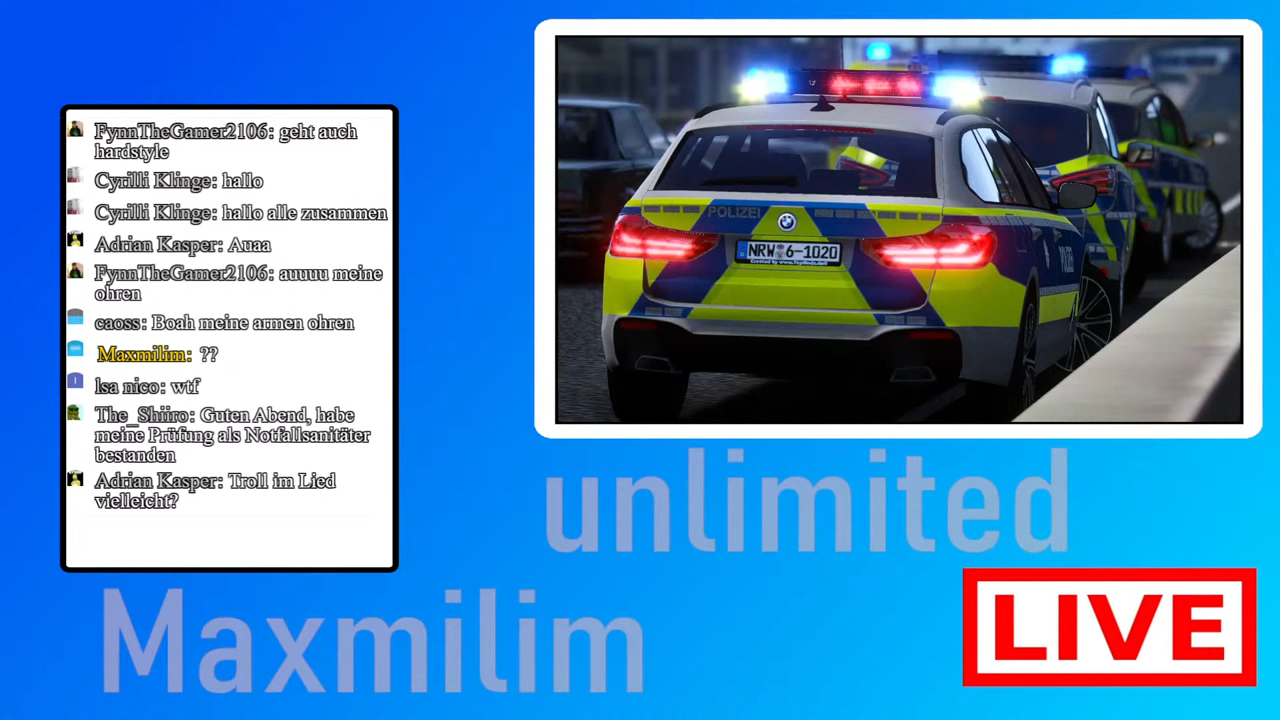 FynnTheGamer2106: geht auch
hardstyle
Cyrilli Klinge: hallo
Cyrilli Klinge: hallo alle zusammen
Adrian Kasper: Auaa
FynnTheGamer2106: auuuu meine
ohren
caoss: Boah meine armen ohren
Maxmilim: ??
lsa nico: wtf
The_Shiiro: Guten Abend, habe
meine Prüfung als Notfallsanitäter
bestanden
Adrian Kasper: Troll im Lied
vielleicht?
POLIZEI
NRW 6-1020
POLIZEI
unlimited
Maxmilim
LIVE